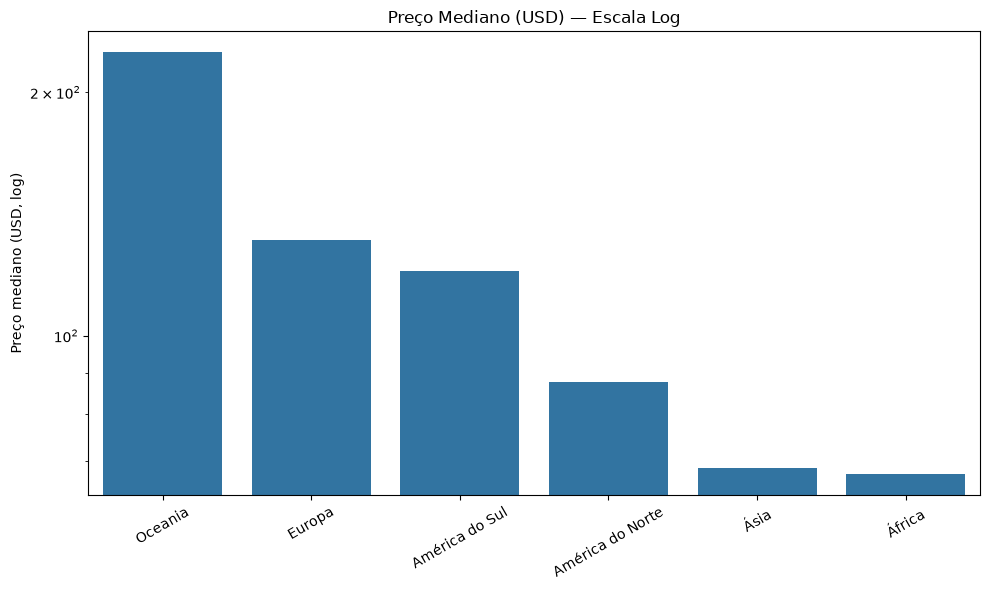 Preço Mediano (USD) — Escala Log
Preço mediano (USD, log)
2 × 10²
10²
Oceania
Europa
América do Sul
América do Norte
Ásia
África